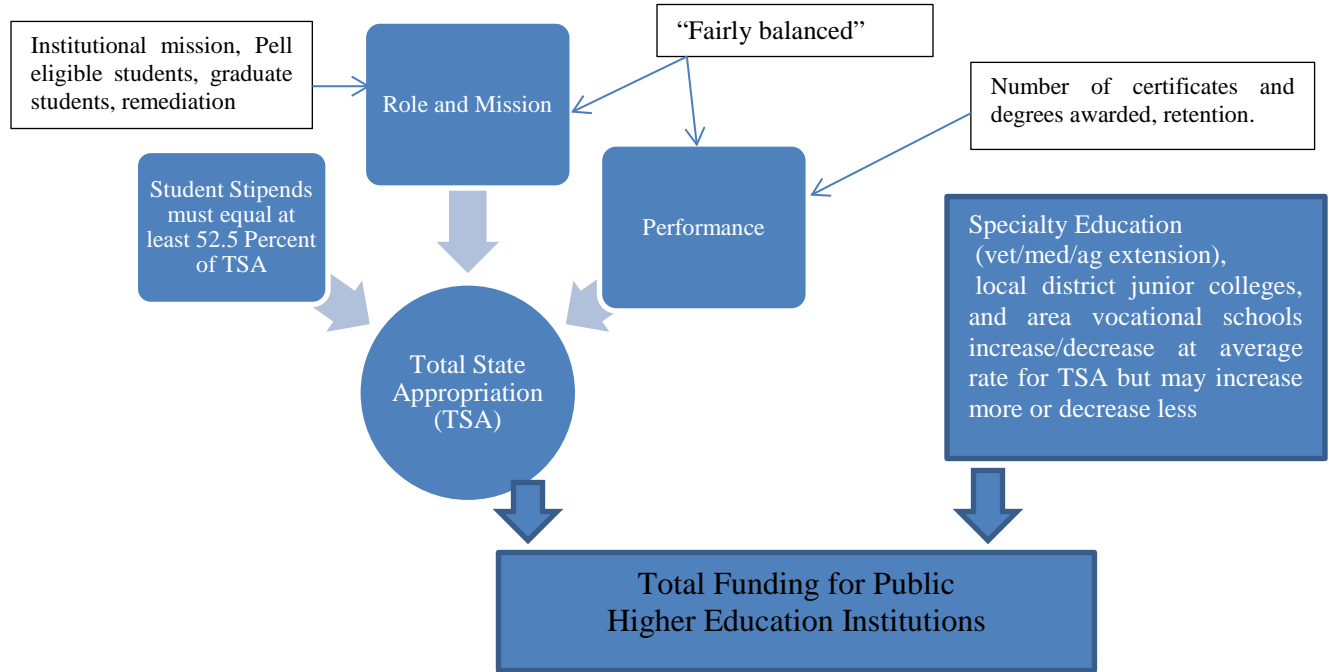 Institutional mission, Pell
eligible students, graduate
students, remediation
Role and Mission
“Fairly balanced”
Number of certificates and
degrees awarded, retention.
Student Stipends
must equal at
least 52.5 Percent
of TSA
Performance
Specialty Education
(vet/med/ag extension),
local district junior colleges,
and area vocational schools
increase/decrease at average
rate for TSA but may increase
more or decrease less
Total State
Appropriation
(TSA)
Total Funding for Public
Higher Education Institutions